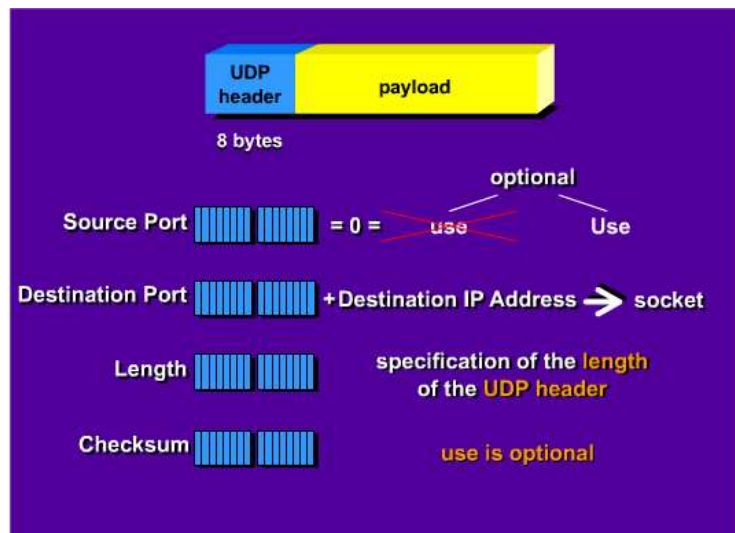 UDP
header
payload
8 bytes
optional
Source Port = 0 = use Use
Destination Port + Destination IP Address socket
Length specification of the length
of the UDP header
Checksum use is optional